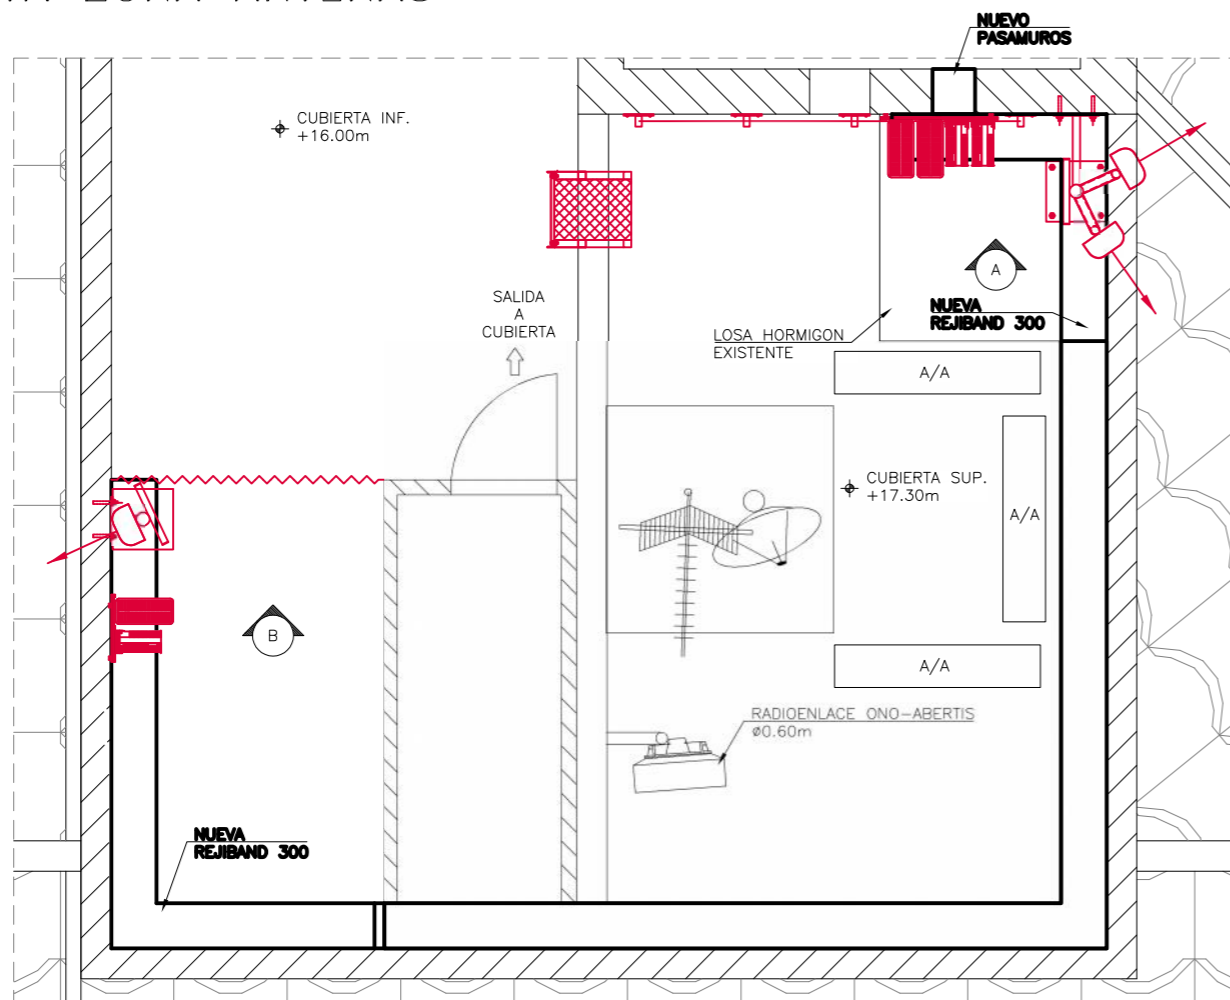 NUEVO
PASAMUROS
CUBIERTA INF.
+16.00m
SALIDA
A
CUBIERTA
A
NUEVA
REJIBAND 300
LOSA HORMIGON
EXISTENTE
A/A
CUBIERTA SUP.
+17.30m
A/A
B
A/A
RADIOENLACE ONO-ABERTIS
ø0.60m
NUEVA
REJIBAND 300